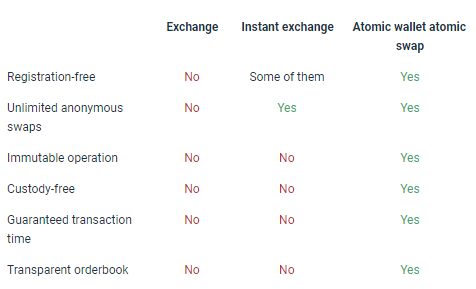 Exchange Instant exchange Atomic wallet atomic
swap
Registration-free No Some of them Yes
Unlimited anonymous No Yes Yes
swaps
Immutable operation No No Yes
Custody-free No No Yes
Guaranteed transaction No No Yes
time
Transparent orderbook No No Yes